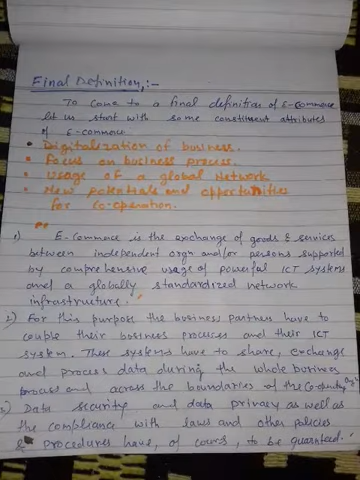 Final Definition:-
To come to a final definition of E-commerce
let us start with some constituent attributes
of E-commerce.
• Digitalization of business.
• Focus on business process.
• Usage of a global Network
• New potentials and opportunities
for co-operation.
"
1) E-Commerce is the exchange of goods & services
between independent orgn and/or persons supported
by comprehensive usage of powerful ICT systems
and a globally standardized network
infrastructure. "
2) For this purpose the business partners have to
couple their business processes and their ICT
system. These systems have to share, exchange
and process data during the whole business
process and across the boundaries of the Co-operating Orgn
3) Data security and data privacy as well as
the compliance with laws and other policies
& procedures have, of cours, to be guranteed.